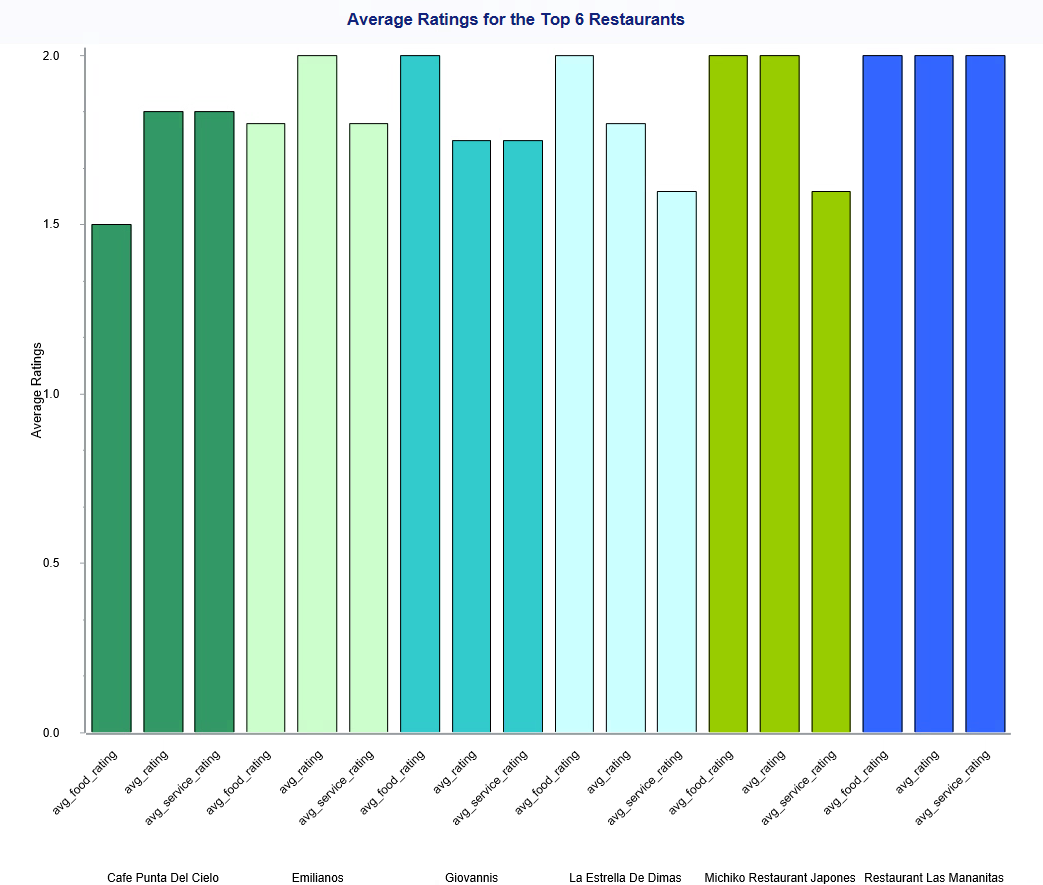 Average Ratings for the Top 6 Restaurants
2.0
1.5
1.0
0.5
0.0
Average Ratings
avg_food_rating
avg_rating
avg_service_rating
avg_food_rating
avg_rating
avg_service_rating
avg_food_rating
avg_rating
avg_service_rating
avg_food_rating
avg_rating
avg_service_rating
avg_food_rating
avg_rating
avg_service_rating
avg_food_rating
avg_rating
avg_service_rating
Cafe Punta Del Cielo
Emilianos
Giovannis
La Estrella De Dimas
Michiko Restaurant Japones
Restaurant Las Mananitas